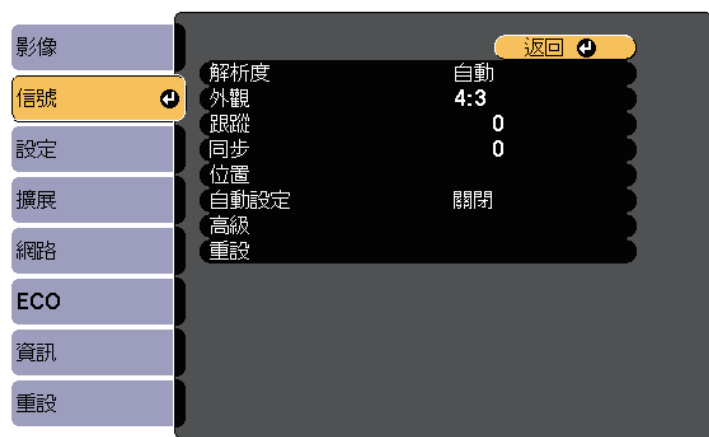 影像
信號
設定
擴展
網路
ECO
資訊
重設
返回
解析度 自動
外觀 4:3
跟蹤 0
同步 0
位置
自動設定 關閉
高級
重設